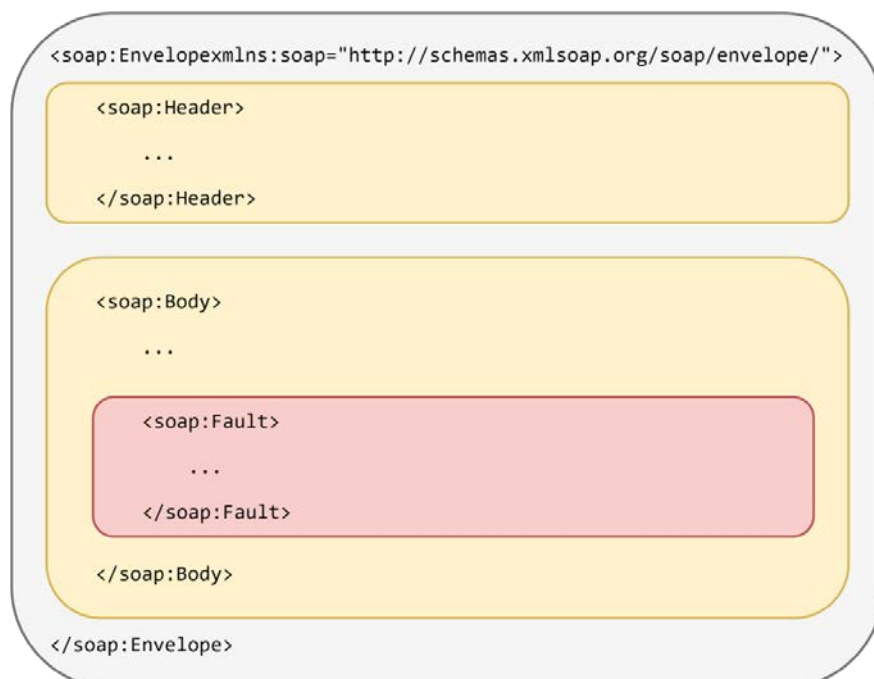 <soap:Envelopexmlns:soap="http://schemas.xmlsoap.org/soap/envelope/">
<soap:Header>
...
</soap:Header>
<soap:Body>
...
<soap:Fault>
...
</soap:Fault>
</soap:Body>
</soap:Envelope>